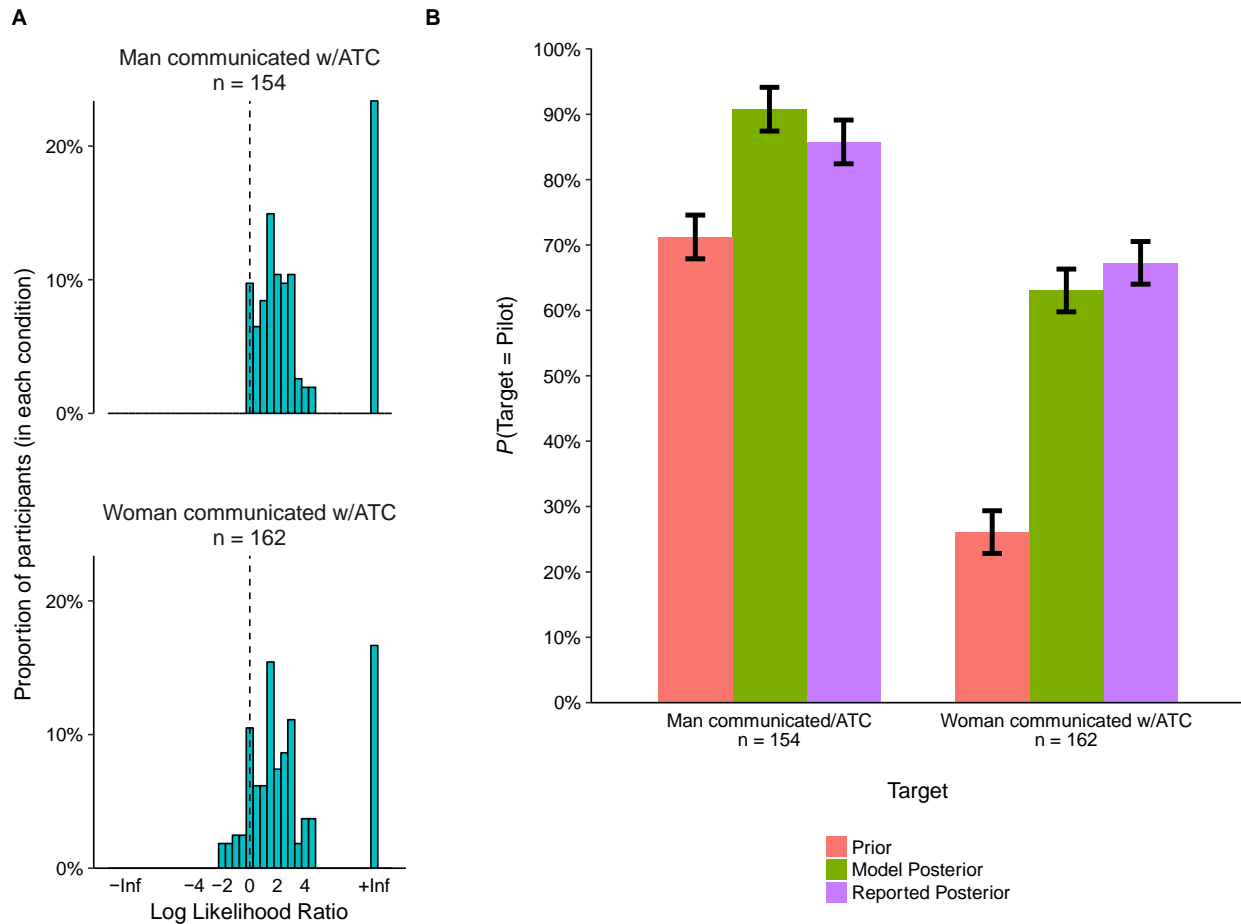 A
Man communicated w/ATC
n = 154
20%
10%
0%
Woman communicated w/ATC
n = 162
20%
10%
0%
−Inf −4 −2 0 2 4 +Inf
Log Likelihood Ratio
Proportion of participants (in each condition)
B
100%
90%
80%
70%
60%
50%
40%
30%
20%
10%
0%
P(Target = Pilot)
Man communicated/ATC
n = 154
Woman communicated w/ATC
n = 162
Target
Prior
Model Posterior
Reported Posterior